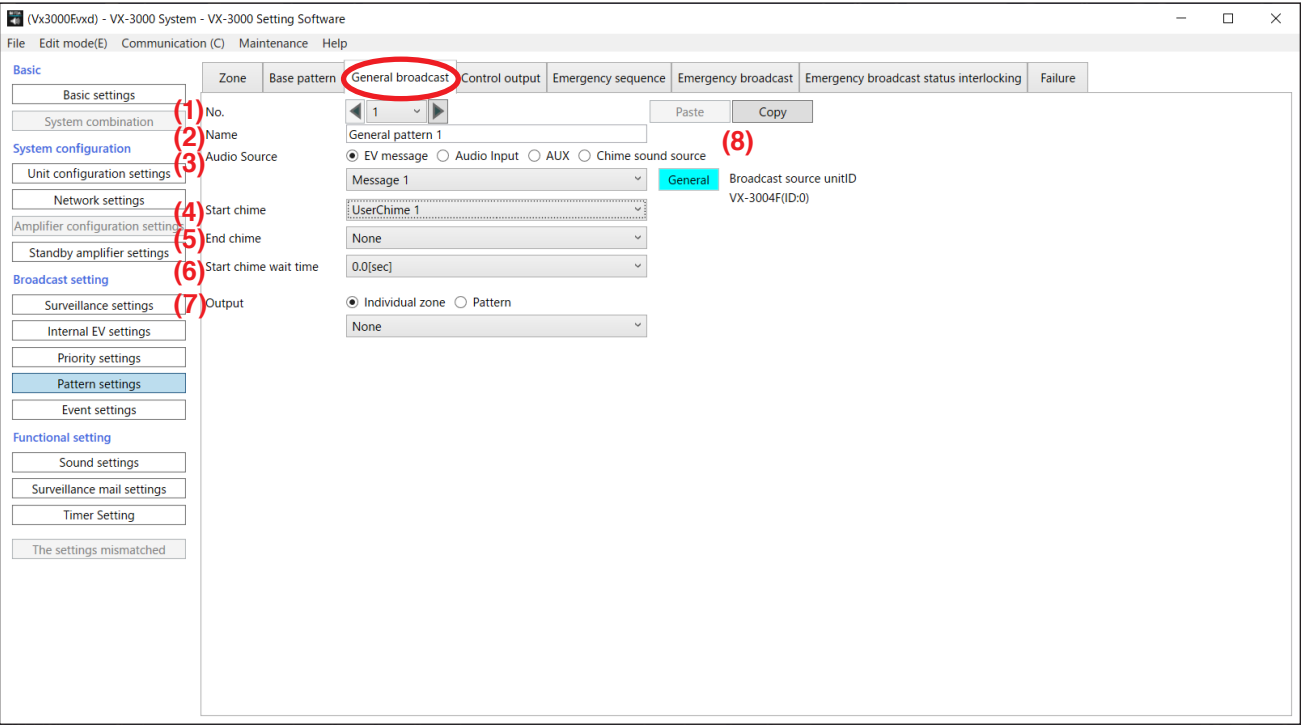 (Vx3000F.vxd) - VX-3000 System - VX-3000 Setting Software
File Edit mode(E) Communication (C) Maintenance Help
Basic
Basic settings
System combination
System configuration
Unit configuration settings
Network settings
Amplifier configuration settings
Standby amplifier settings
Broadcast setting
Surveillance settings
Internal EV settings
Priority settings
Pattern settings
Event settings
Functional setting
Sound settings
Surveillance mail settings
Timer Setting
The settings mismatched
Zone Base pattern General broadcast Control output Emergency sequence Emergency broadcast Emergency broadcast status interlocking Failure
(1) No. 1 Paste Copy
(2) Name General pattern 1 (8)
(3) Audio Source EV message Audio Input AUX Chime sound source
Message 1 General Broadcast source unitID
VX-3004F(ID:0)
(4) Start chime UserChime 1
(5) End chime None
(6) Start chime wait time 0.0[sec]
(7) Output Individual zone Pattern
None